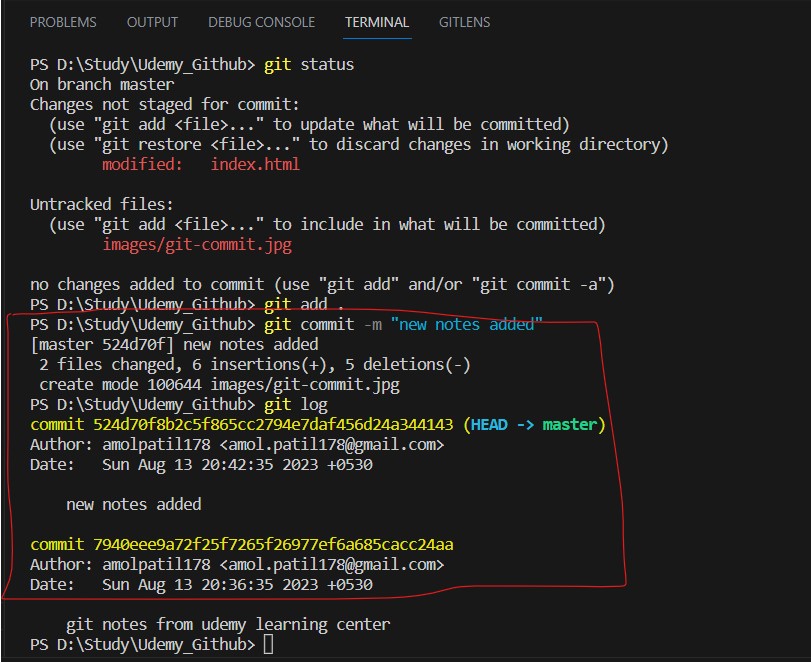 PROBLEMS OUTPUT DEBUG CONSOLE TERMINAL GITLENS
PS D:\Study\Udemy_Github> git status
On branch master
Changes not staged for commit:
  (use "git add <file>..." to update what will be committed)
  (use "git restore <file>..." to discard changes in working directory)
        modified:   index.html

Untracked files:
  (use "git add <file>..." to include in what will be committed)
        images/git-commit.jpg

no changes added to commit (use "git add" and/or "git commit -a")
PS D:\Study\Udemy_Github> git add .
PS D:\Study\Udemy_Github> git commit -m "new notes added"
[master 524d70f] new notes added
 2 files changed, 6 insertions(+), 5 deletions(-)
 create mode 100644 images/git-commit.jpg
PS D:\Study\Udemy_Github> git log
commit 524d70f8b2c5f865cc2794e7daf456d24a344143 (HEAD -> master)
Author: amolpatil178 <amol.patil178@gmail.com>
Date:   Sun Aug 13 20:42:35 2023 +0530

    new notes added

commit 7940eee9a72f25f7265f26977ef6a685cacc24aa
Author: amolpatil178 <amol.patil178@gmail.com>
Date:   Sun Aug 13 20:36:35 2023 +0530

    git notes from udemy learning center
PS D:\Study\Udemy_Github>